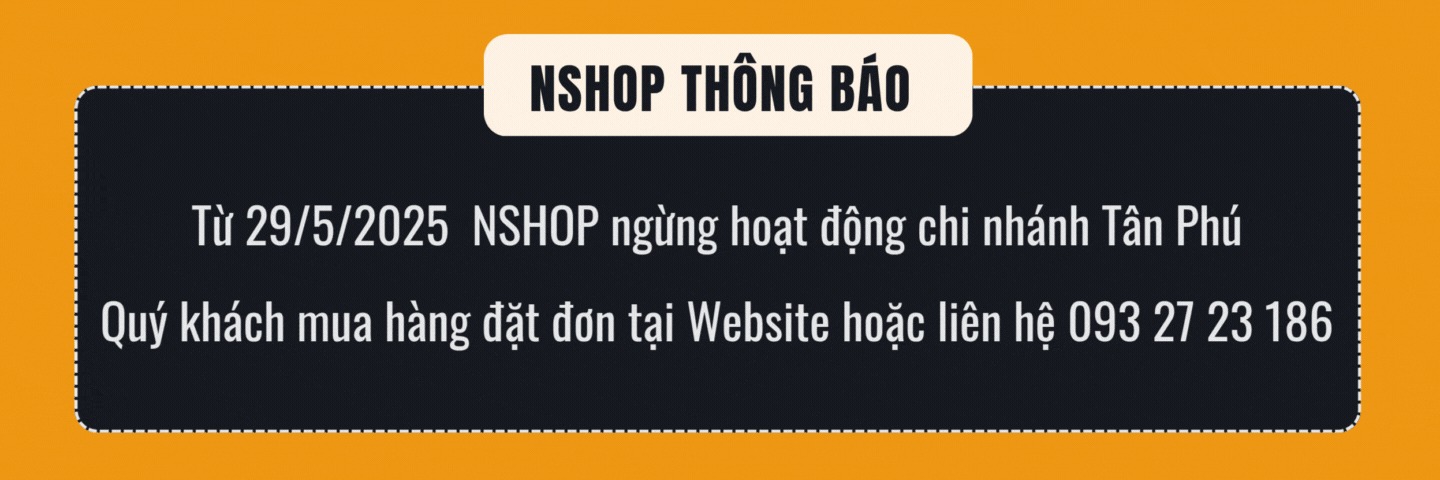 NSHOP THÔNG BÁO
Từ 29/5/2025 NSHOP ngừng hoạt động chi nhánh Tân Phú
Quý khách mua hàng đặt đơn tại Website hoặc liên hệ 093 27 23 186